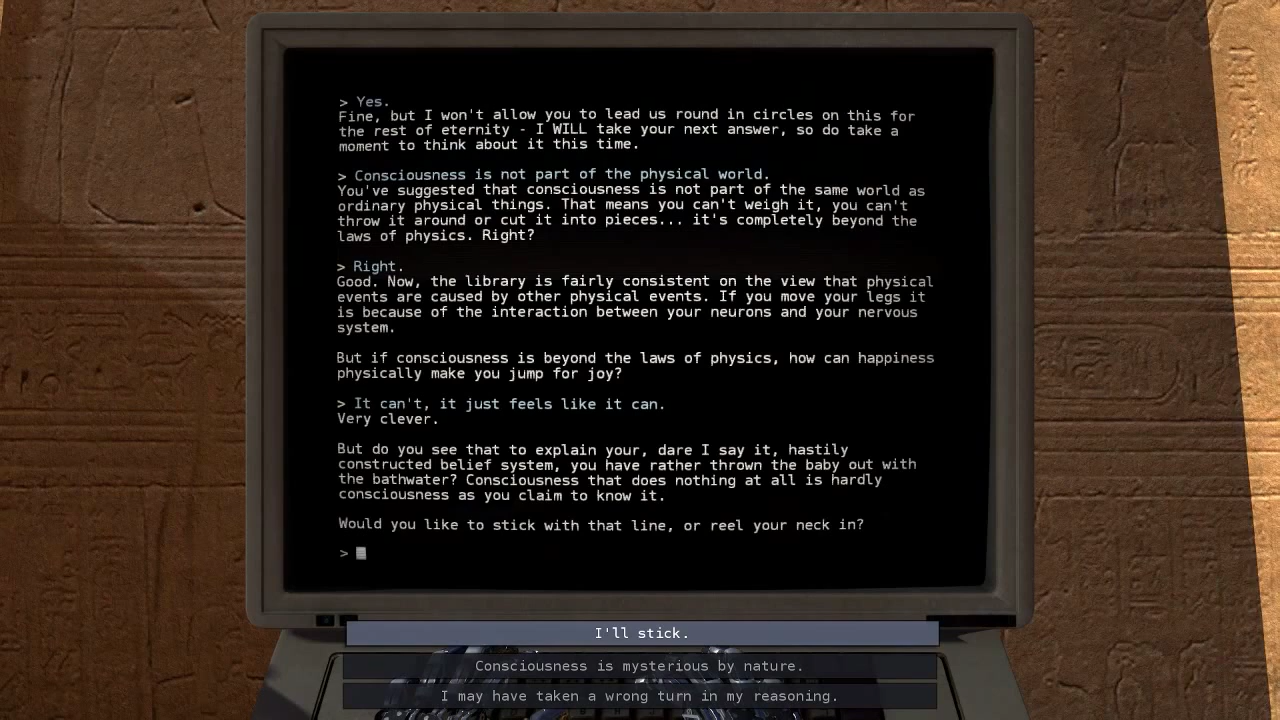 > Yes.
Fine, but I won't allow you to lead us round in circles on this for
the rest of eternity - I WILL take your next answer, so do take a
moment to think about it this time.
> Consciousness is not part of the physical world.
You've suggested that consciousness is not part of the same world as
ordinary physical things. That means you can't weigh it, you can't
throw it around or cut it into pieces... it's completely beyond the
laws of physics. Right?
> Right.
Good. Now, the library is fairly consistent on the view that physical
events are caused by other physical events. If you move your legs it
is because of the interaction between your neurons and your nervous
system.
But if consciousness is beyond the laws of physics, how can happiness
physically make you jump for joy?
> It can't, it just feels like it can.
Very clever.
But do you see that to explain your, dare I say it, hastily
constructed belief system, you have rather thrown the baby out with
the bathwater? Consciousness that does nothing at all is hardly
consciousness as you claim to know it.
Would you like to stick with that line, or reel your neck in?
>
I'll stick.
Consciousness is mysterious by nature.
I may have taken a wrong turn in my reasoning.